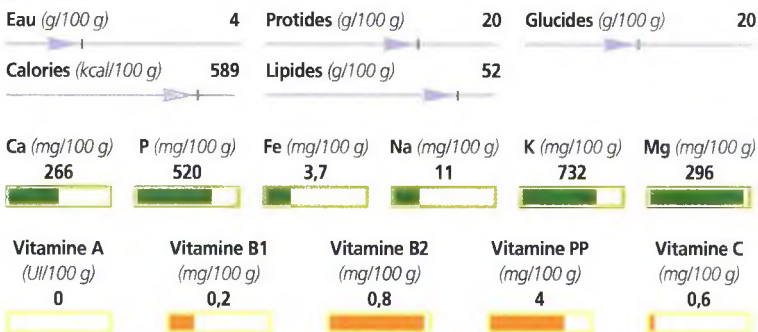 Eau (g/100 g) 4 Protides (g/100 g) 20 Glucides (g/100 g) 20
Calories (kcal/100 g) 589 Lipides (g/100 g) 52
Ca (mg/100 g) P (mg/100 g) Fe (mg/100 g) Na (mg/100 g) K (mg/100 g) Mg (mg/100 g)
266 520 3,7 11 732 296
Vitamine A Vitamine B1 Vitamine B2 Vitamine PP Vitamine C
(UI/100 g) (mg/100 g) (mg/100 g) (mg/100 g) (mg/100 g)
0 0,2 0,8 4 0,6